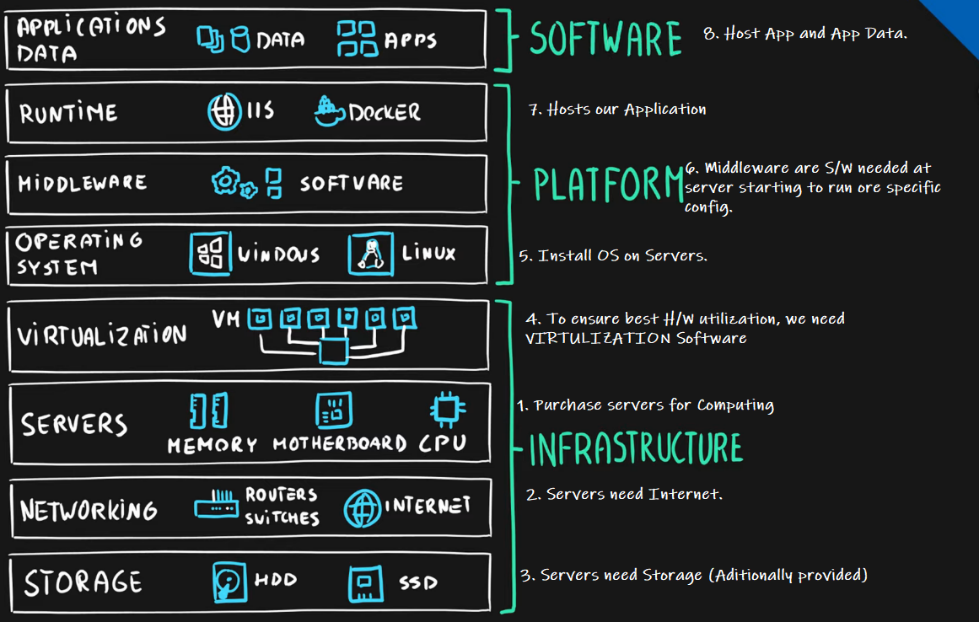 APPLICATIONS
DATA
DATA
APPS
SOFTWARE
8. Host App and App Data.
RUNTIME
IIS
DOCKER
7. Hosts our Application
MIDDLEWARE
SOFTWARE
PLATFORM
6. Middleware are S/W needed at
server starting to run ore specific
config.
OPERATING
SYSTEM
WINDOWS
LINUX
5. Install OS on Servers.
VIRTUALIZATION
VM
4. To ensure best H/W utilization, we need
VIRTULIZATION Software
SERVERS
MEMORY MOTHERBOARD CPU
1. Purchase servers for Computing
INFRASTRUCTURE
NETWORKING
ROUTERS
SWITCHES
INTERNET
2. Servers need Internet.
STORAGE
HDD
SSD
3. Servers need Storage (Aditionally provided)